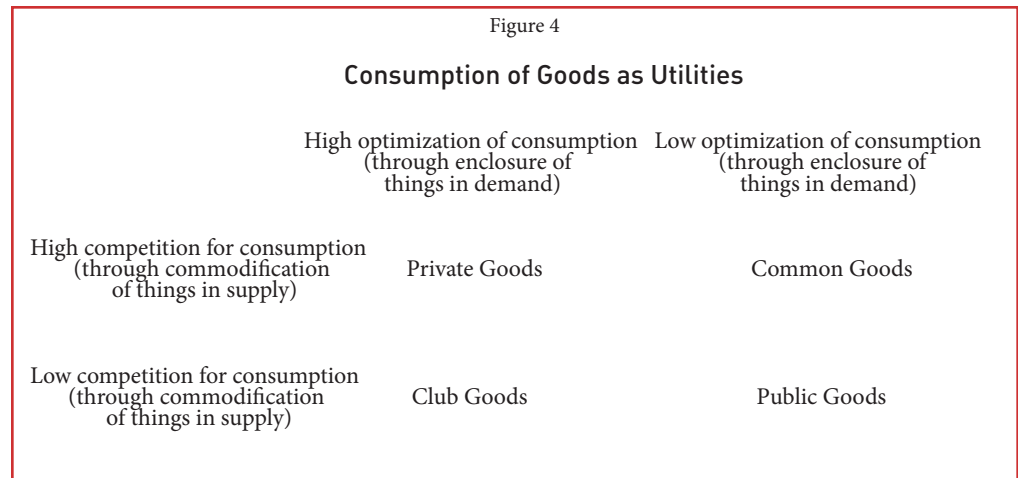 Figure 4
Consumption of Goods as Utilities
High optimization of consumption
(through enclosure of
things in demand)
Low optimization of consumption
(through enclosure of
things in demand)
High competition for consumption
(through commodification
of things in supply)
Private Goods
Common Goods
Low competition for consumption
(through commodification
of things in supply)
Club Goods
Public Goods